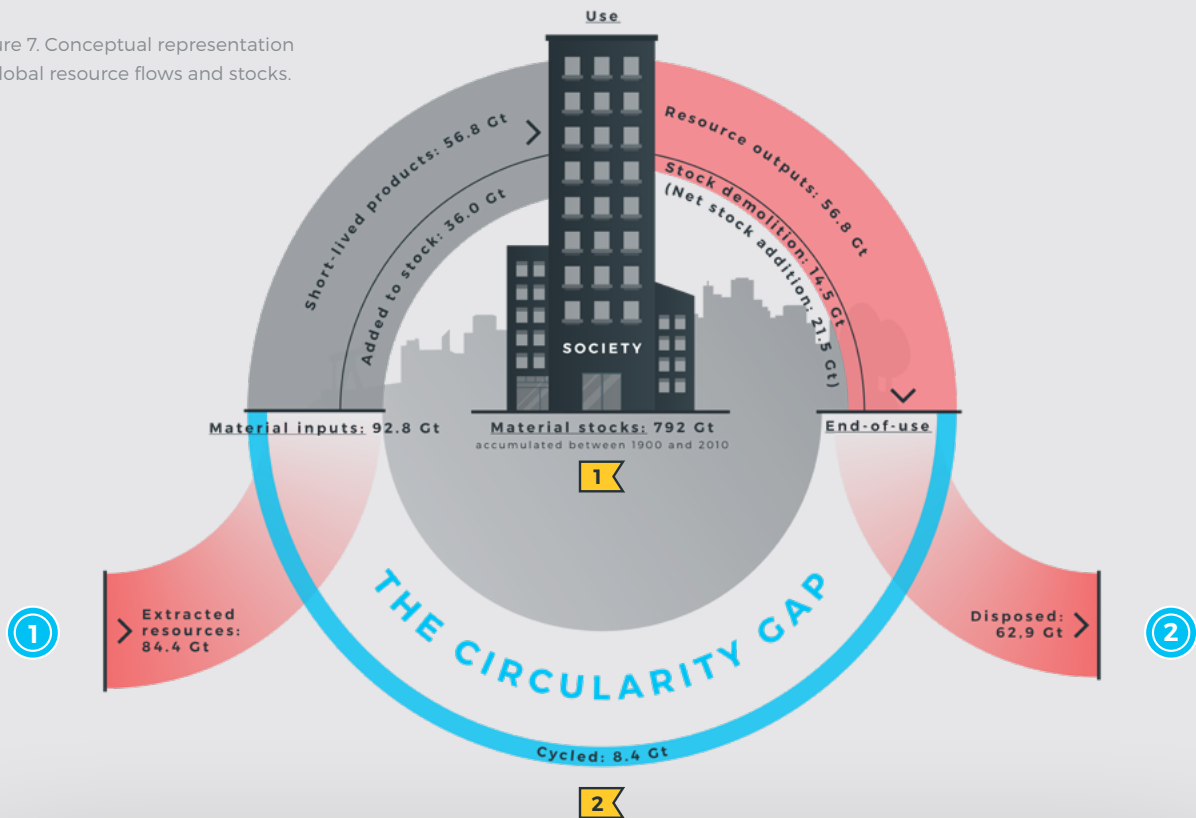 Use
ure 7. Conceptual representation
lobal resource flows and stocks.
Short-lived products: 56.8 Gt
Added to stock: 36.0 Gt
Resource outputs: 56.8 Gt
Stock demolition: 14.5 Gt
(Net stock addition: 21.5 Gt)
SOCIETY
Material inputs: 92.8 Gt
Material stocks: 792 Gt
accumulated between 1900 and 2010
End-of-use
1
THE CIRCULARITY GAP
1
Extracted
resources:
84.4 Gt
Disposed:
62,9 Gt
2
Cycled: 8.4 Gt
2